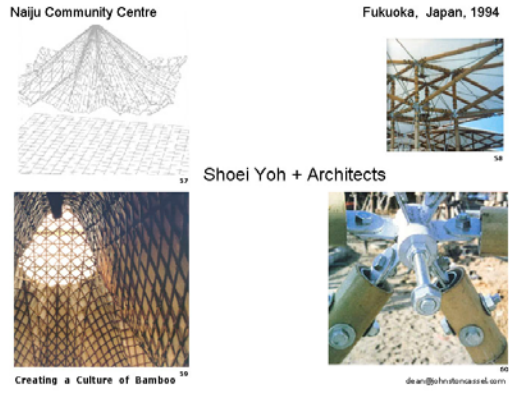 Naiju Community Centre
Fukuoka, Japan, 1994
57
58
Shoei Yoh + Architects
59
60
Creating a Culture of Bamboo
dean@johnstoncassel.com